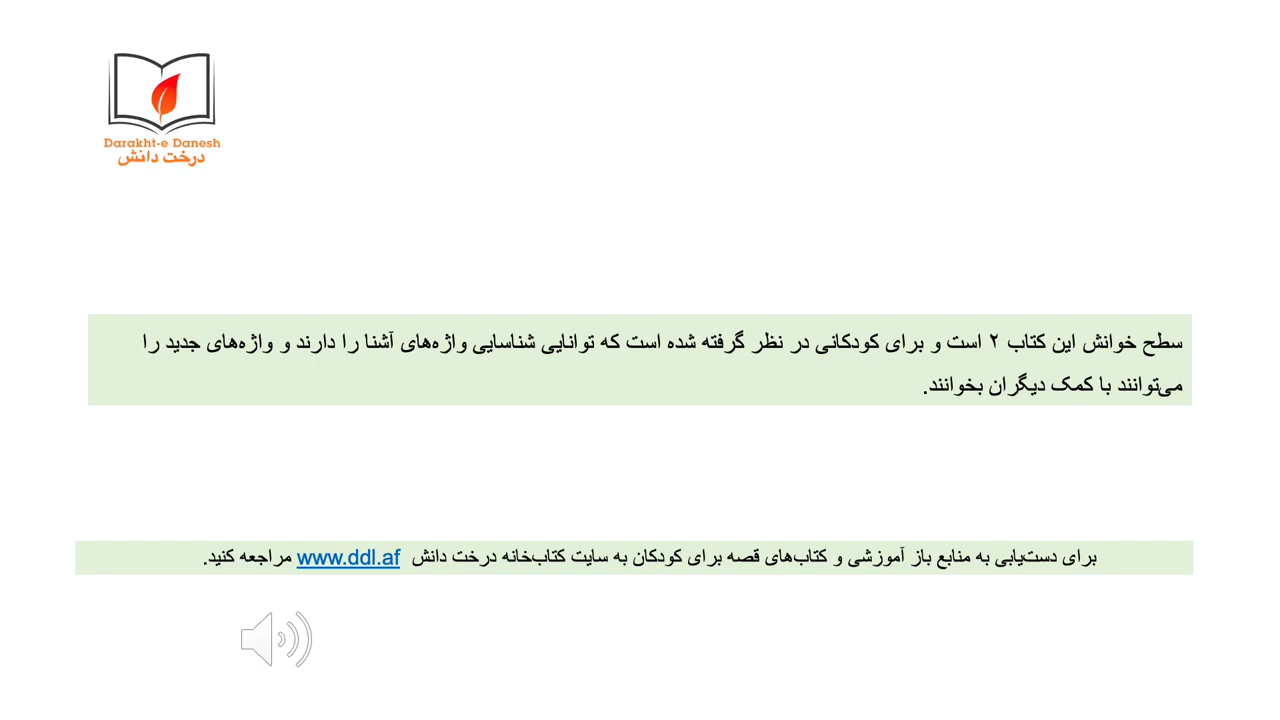 Darakht-e Danesh
درخت دانش
سطح خوانش این کتاب ۲ است و برای کودکانی در نظر گرفته شده است که توانایی شناسایی واژه‌های آشنا را دارند و واژه‌های جدید را
می‌توانند با کمک دیگران بخوانند.
برای دست‌یابی به منابع باز آموزشی و کتاب‌های قصه برای کودکان به سایت کتاب‌خانه درخت دانش www.ddl.af مراجعه کنید.